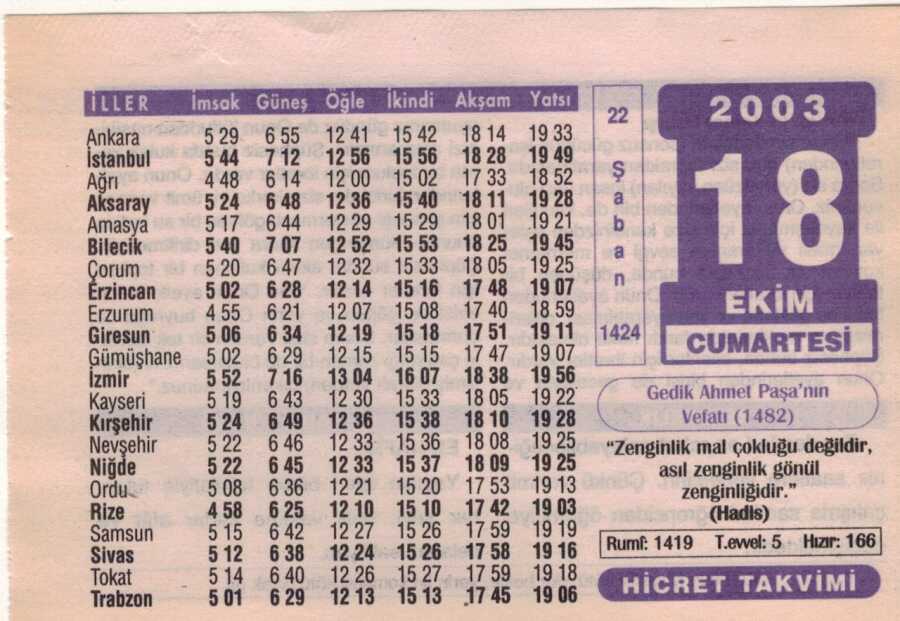 İLLER İmsak Güneş Öğle İkindi Akşam Yatsı
Ankara 5 29 6 55 12 41 15 42 18 14 19 33
İstanbul 5 44 7 12 12 56 15 56 18 28 19 49
Ağrı 4 48 6 14 12 00 15 02 17 33 18 52
Aksaray 5 24 6 48 12 36 15 40 18 11 19 28
Amasya 5 17 6 44 12 29 15 29 18 01 19 21
Bilecik 5 40 7 07 12 52 15 53 18 25 19 45
Çorum 5 20 6 47 12 32 15 33 18 05 19 25
Erzincan 5 02 6 28 12 14 15 16 17 48 19 07
Erzurum 4 55 6 21 12 07 15 08 17 40 18 59
Giresun 5 06 6 34 12 19 15 18 17 51 19 11
Gümüşhane 5 02 6 29 12 15 15 15 17 47 19 07
İzmir 5 52 7 16 13 04 16 07 18 38 19 56
Kayseri 5 19 6 43 12 30 15 33 18 05 19 22
Kırşehir 5 24 6 49 12 36 15 38 18 10 19 28
Nevşehir 5 22 6 46 12 33 15 36 18 08 19 25
Niğde 5 22 6 45 12 33 15 37 18 09 19 25
Ordu 5 08 6 36 12 21 15 20 17 53 19 13
Rize 4 58 6 25 12 10 15 10 17 42 19 03
Samsun 5 15 6 42 12 27 15 26 17 59 19 19
Sivas 5 12 6 38 12 24 15 26 17 58 19 16
Tokat 5 14 6 40 12 26 15 27 17 59 19 18
Trabzon 5 01 6 29 12 13 15 13 17 45 19 06
22
Ş
a
b
a
n
1424
2003
18
EKİM
CUMARTESİ
Gedik Ahmet Paşa'nın
Vefatı (1482)
"Zenginlik mal çokluğu değildir,
asıl zenginlik gönül
zenginliğidir."
(Hadis)
Rumî: 1419 T.evvel: 5 Hızır: 166
HİCRET TAKVİMİ